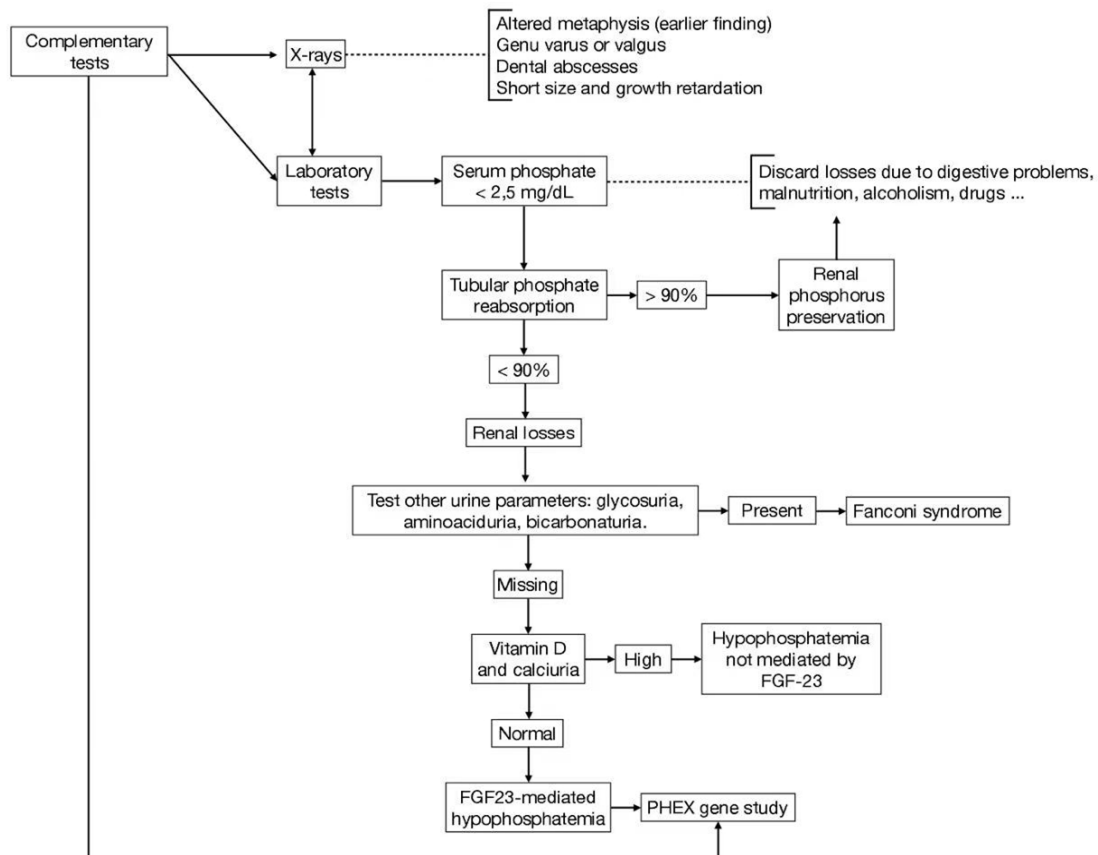 Complementary
tests
X-rays
Altered metaphysis (earlier finding)
Genu varus or valgus
Dental abscesses
Short size and growth retardation
Laboratory
tests
Serum phosphate
< 2,5 mg/dL
Discard losses due to digestive problems,
malnutrition, alcoholism, drugs ...
Tubular phosphate
reabsorption
> 90%
Renal
phosphorus
preservation
< 90%
Renal losses
Test other urine parameters: glycosuria,
aminoaciduria, bicarbonaturia.
Present
Fanconi syndrome
Missing
Vitamin D
and calciuria
High
Hypophosphatemia
not mediated by
FGF-23
Normal
FGF23-mediated
hypophosphatemia
PHEX gene study